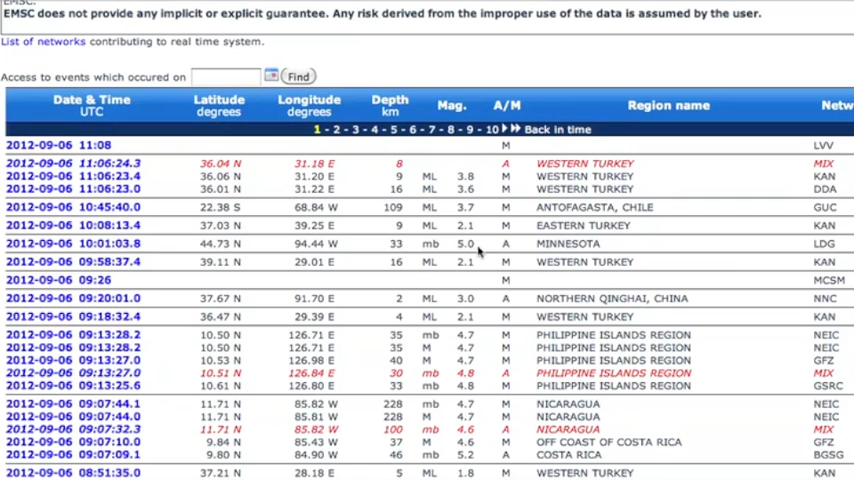 EMSC.
EMSC does not provide any implicit or explicit guarantee. Any risk derived from the improper use of the data is assumed by the user.
List of networks contributing to real time system.
Access to events which occured on Find
Date & Time UTC Latitude degrees Longitude degrees Depth km Mag. A/M Region name Netw
1 - 2 - 3 - 4 - 5 - 6 - 7 - 8 - 9 - 10 Back in time
2012-09-06 11:08 M LVV
2012-09-06 11:06:24.3 36.04 N 31.18 E 8 A WESTERN TURKEY MIX
2012-09-06 11:06:23.4 36.06 N 31.20 E 9 ML 3.8 M WESTERN TURKEY KAN
2012-09-06 11:06:23.0 36.01 N 31.22 E 16 ML 3.6 M WESTERN TURKEY DDA
2012-09-06 10:45:40.0 22.38 S 68.84 W 109 ML 3.7 M ANTOFAGASTA, CHILE GUC
2012-09-06 10:08:13.4 37.03 N 39.25 E 9 ML 2.1 M EASTERN TURKEY KAN
2012-09-06 10:01:03.8 44.73 N 94.44 W 33 mb 5.0 A MINNESOTA LDG
2012-09-06 09:58:37.4 39.11 N 29.01 E 16 ML 2.1 M WESTERN TURKEY KAN
2012-09-06 09:26 M MCSM
2012-09-06 09:20:01.0 37.67 N 91.70 E 2 ML 3.0 A NORTHERN QINGHAI, CHINA NNC
2012-09-06 09:18:32.4 36.47 N 29.39 E 4 ML 2.1 M WESTERN TURKEY KAN
2012-09-06 09:13:28.2 10.50 N 126.71 E 35 mb 4.7 M PHILIPPINE ISLANDS REGION NEIC
2012-09-06 09:13:28.2 10.50 N 126.71 E 35 M 4.7 M PHILIPPINE ISLANDS REGION NEIC
2012-09-06 09:13:27.0 10.53 N 126.98 E 40 M 4.7 M PHILIPPINE ISLANDS REGION GFZ
2012-09-06 09:13:27.0 10.51 N 126.84 E 30 mb 4.8 A PHILIPPINE ISLANDS REGION MIX
2012-09-06 09:13:25.6 10.61 N 126.80 E 33 mb 4.8 M PHILIPPINE ISLANDS REGION GSRC
2012-09-06 09:07:44.1 11.71 N 85.82 W 228 mb 4.7 M NICARAGUA NEIC
2012-09-06 09:07:44.0 11.71 N 85.81 W 228 M 4.7 M NICARAGUA NEIC
2012-09-06 09:07:32.3 11.71 N 85.82 W 100 mb 4.6 A NICARAGUA MIX
2012-09-06 09:07:10.0 9.84 N 85.43 W 37 M 4.6 M OFF COAST OF COSTA RICA GFZ
2012-09-06 09:07:09.1 9.80 N 84.90 W 46 mb 5.2 A COSTA RICA BGSG
2012-09-06 08:51:35.0 37.21 N 28.18 E 5 ML 1.8 M WESTERN TURKEY KAN